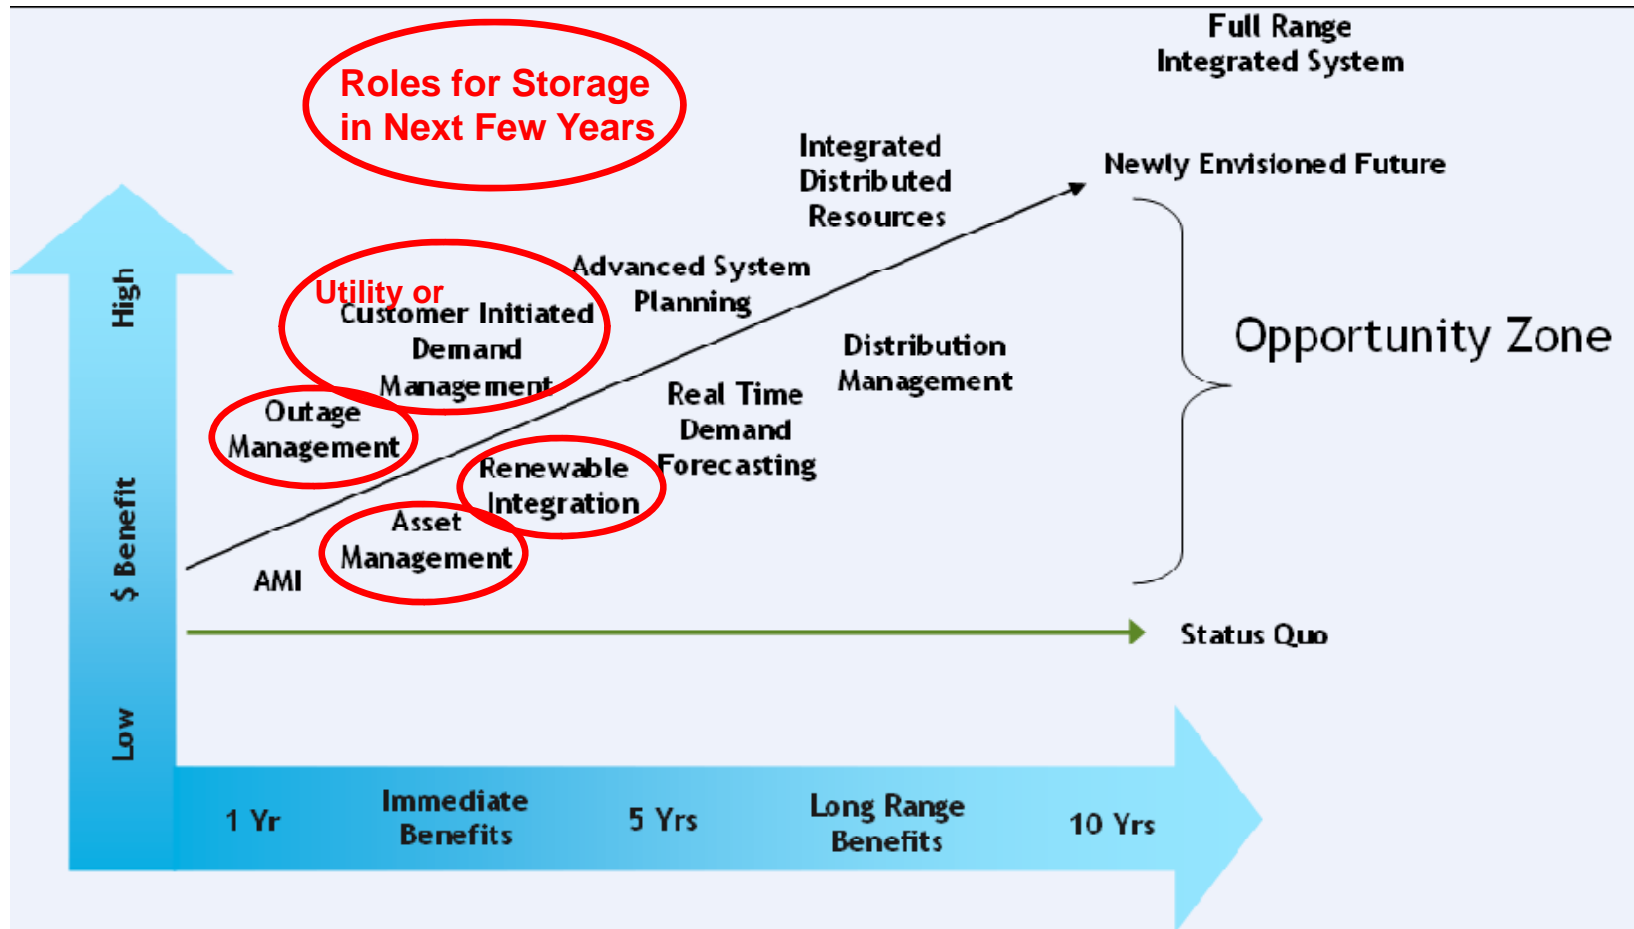 Full Range
Integrated System
Roles for Storage
in Next Few Years
Integrated
Distributed
Resources
Newly Envisioned Future
High
Utility or
Customer Initiated
Demand
Management
Advanced System
Planning
Opportunity Zone
Distribution
Management
Outage
Management
Real Time
Demand
Forecasting
Renewable
Integration
$ Benefit
Asset
Management
AMI
Status Quo
Low
1 Yr
Immediate
Benefits
5 Yrs
Long Range
Benefits
10 Yrs